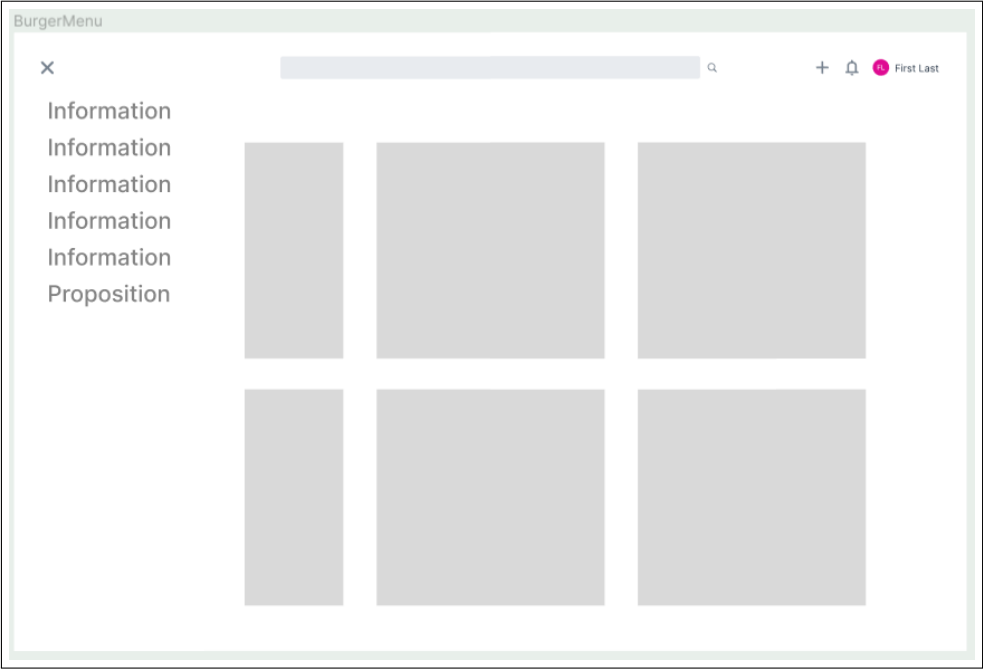 BurgerMenu
FL First Last
Information
Information
Information
Information
Information
Proposition